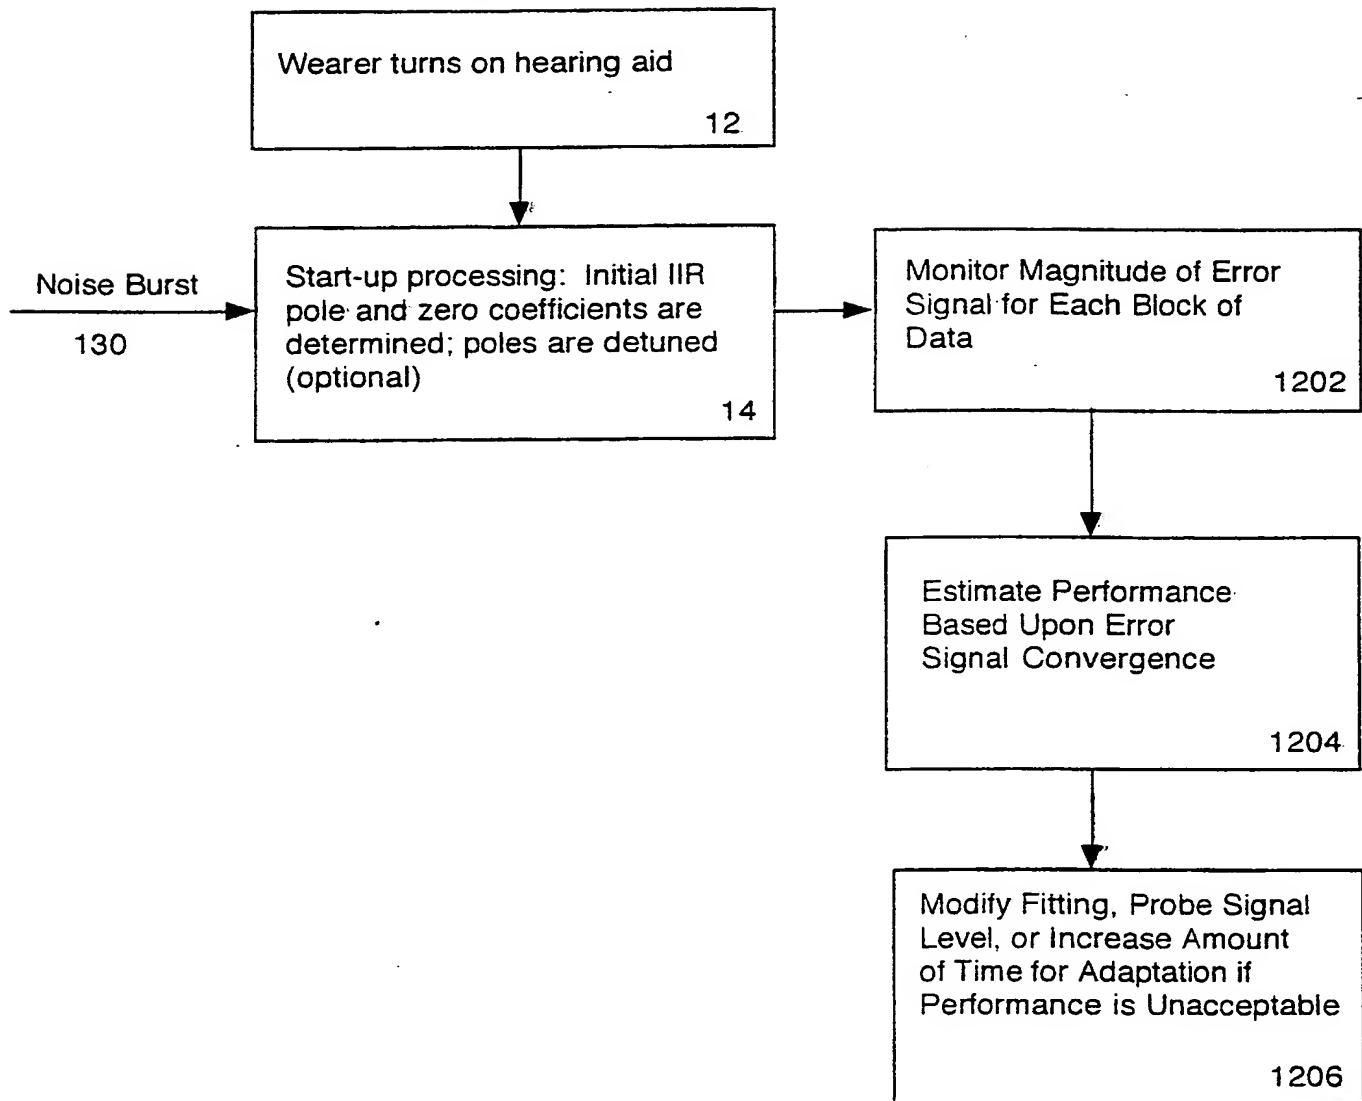 Wearer turns on hearing aid
12
Noise Burst
130
Start-up processing: Initial IIR
pole and zero coefficients are
determined; poles are detuned
(optional)
14
Monitor Magnitude of Error
Signal for Each Block of
Data
1202
Estimate Performance
Based Upon Error
Signal Convergence
1204
Modify Fitting, Probe Signal
Level, or Increase Amount
of Time for Adaptation if
Performance is Unacceptable
1206